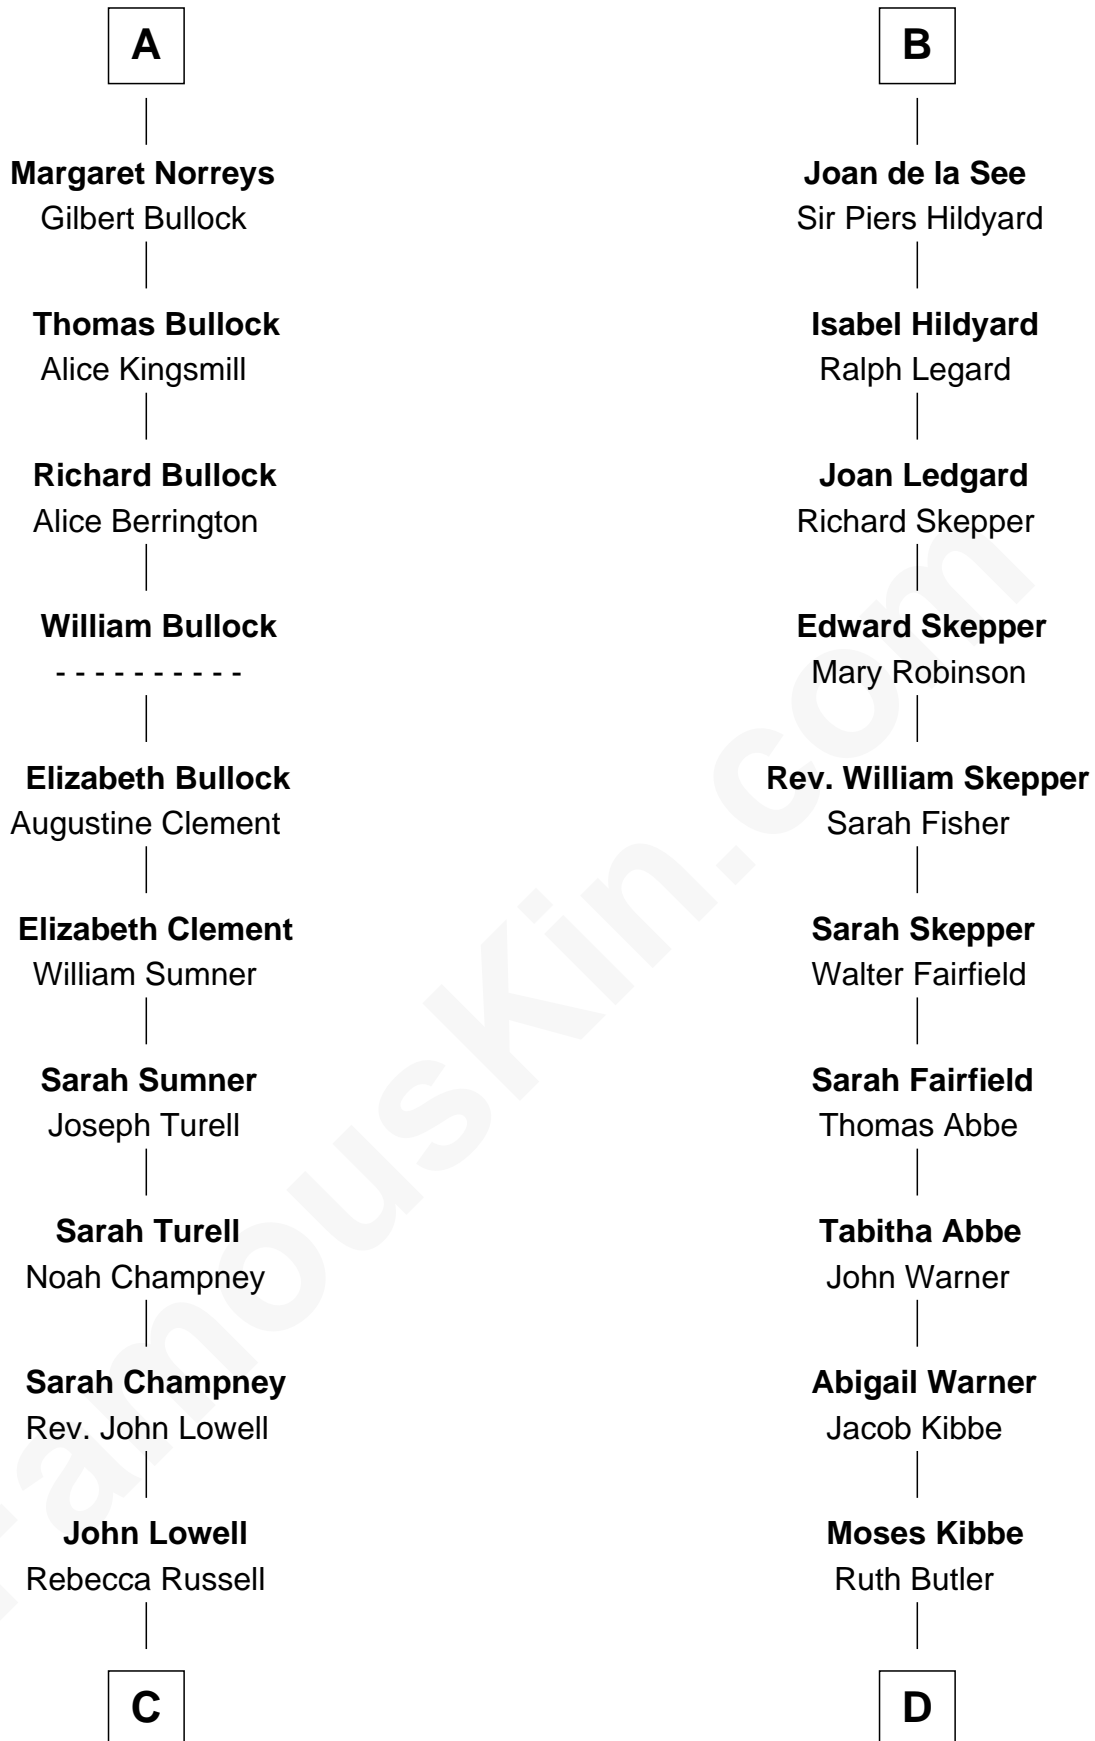 A
Margaret Norreys
Gilbert Bullock
Thomas Bullock
Alice Kingsmill
Richard Bullock
Alice Berrington
William Bullock
- - - - - - - - - -
Elizabeth Bullock
Augustine Clement
Elizabeth Clement
William Sumner
Sarah Sumner
Joseph Turell
Sarah Turell
Noah Champney
Sarah Champney
Rev. John Lowell
John Lowell
Rebecca Russell
C
B
Joan de la See
Sir Piers Hildyard
Isabel Hildyard
Ralph Legard
Joan Ledgard
Richard Skepper
Edward Skepper
Mary Robinson
Rev. William Skepper
Sarah Fisher
Sarah Skepper
Walter Fairfield
Sarah Fairfield
Thomas Abbe
Tabitha Abbe
John Warner
Abigail Warner
Jacob Kibbe
Moses Kibbe
Ruth Butler
D
FamousKin.com